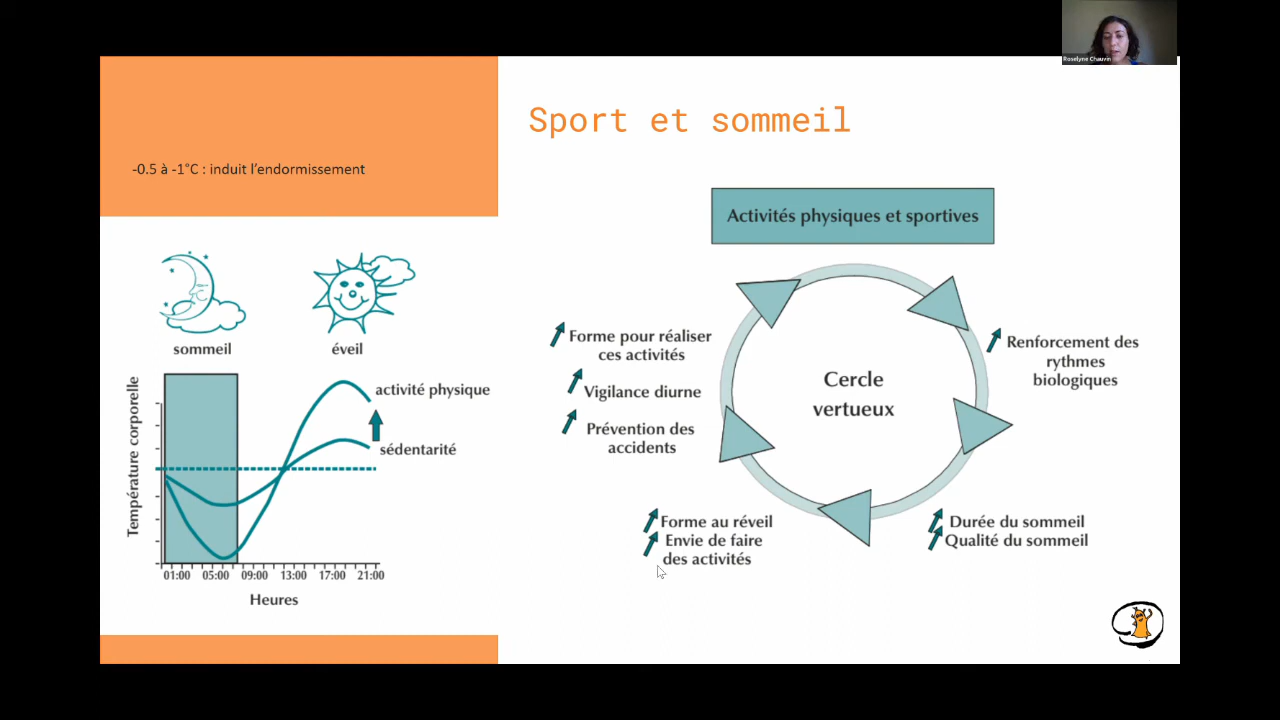 Roselyne Chauvin
Sport et sommeil
-0.5 à -1°C : induit l'endormissement
sommeil
éveil
Température corporelle
activité physique
sédentarité
01:00 05:00 09:00 13:00 17:00 21:00
Heures
Activités physiques et sportives
Cercle
vertueux
Renforcement des
rythmes
biologiques
Durée du sommeil
Qualité du sommeil
Forme au réveil
Envie de faire
des activités
Forme pour réaliser
ces activités
Vigilance diurne
Prévention des
accidents